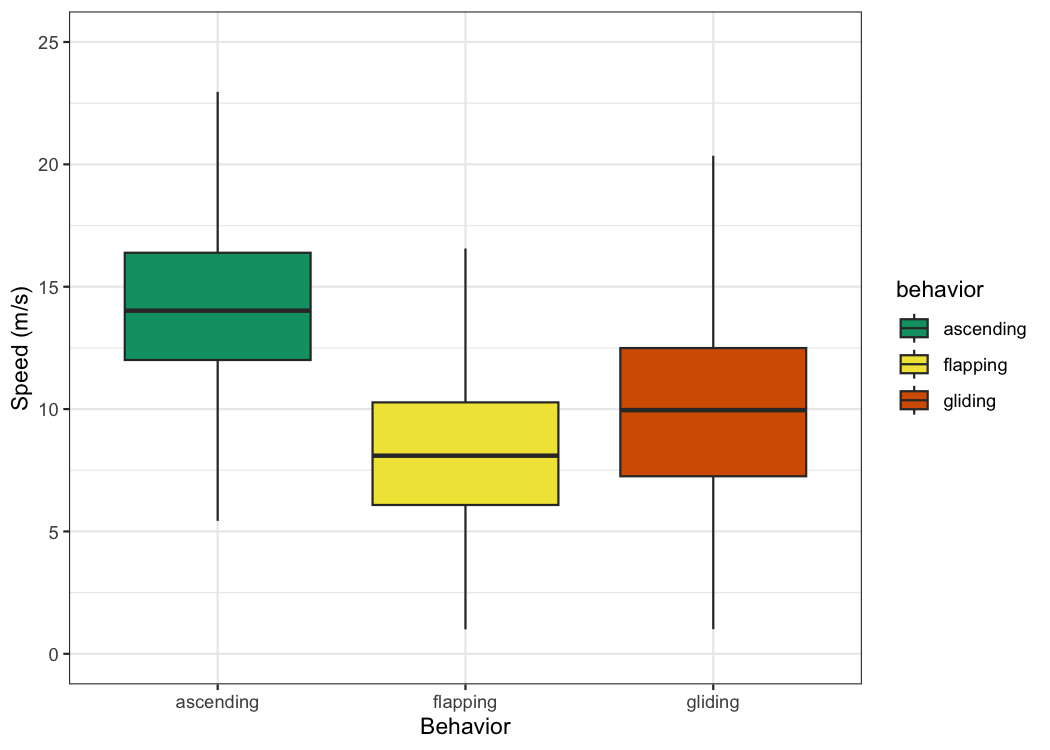 25
20
15
10
5
0
Speed (m/s)
ascending
flapping
gliding
Behavior
behavior
ascending
flapping
gliding